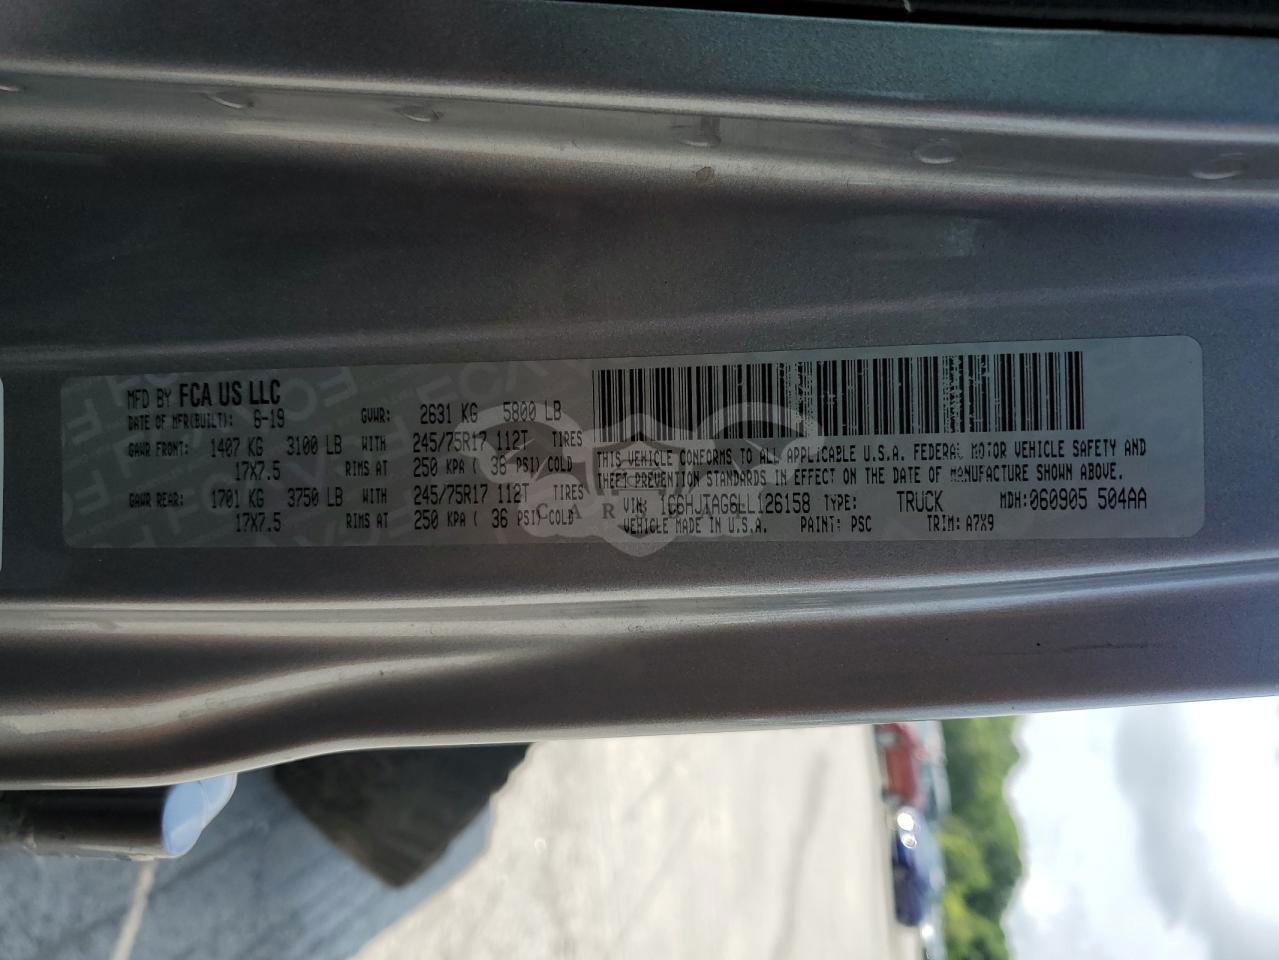 MFD BY FCA US LLC
DATE OF MFR(BUILT): 6-19 GVWR: 2631 KG 5800 LB
GAWR FRONT: 1407 KG 3100 LB WITH 245/75R17 112T TIRES
17X7.5 RIMS AT 250 KPA ( 36 PSI) COLD
GAWR REAR: 1701 KG 3750 LB WITH 245/75R17 112T TIRES
17X7.5 RIMS AT 250 KPA ( 36 PSI) COLD
THIS VEHICLE CONFORMS TO ALL APPLICABLE U.S.A. FEDERAL MOTOR VEHICLE SAFETY AND
THEFT PREVENTION STANDARDS IN EFFECT ON THE DATE OF MANUFACTURE SHOWN ABOVE.
VIN: 1C6HJTAG6LL126158 TYPE: TRUCK MDH: 060905 504AA
VEHICLE MADE IN U.S.A. PAINT: PSC TRIM: A7X9